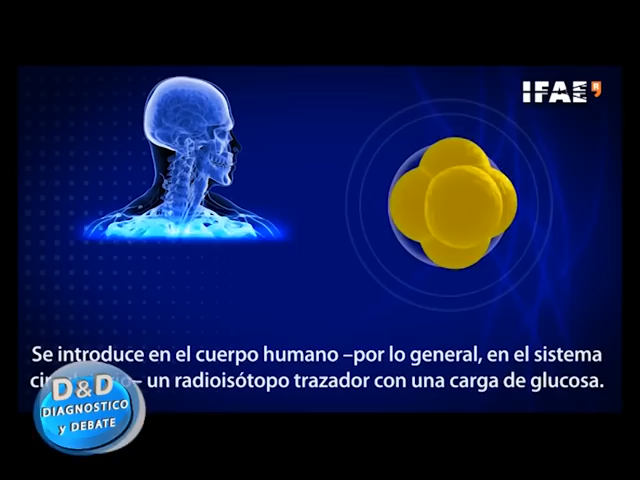 IFAE
Se introduce en el cuerpo humano –por lo general, en el sistema
– un radioisótopo trazador con una carga de glucosa.
D&D
DIAGNOSTICO
y DEBATE